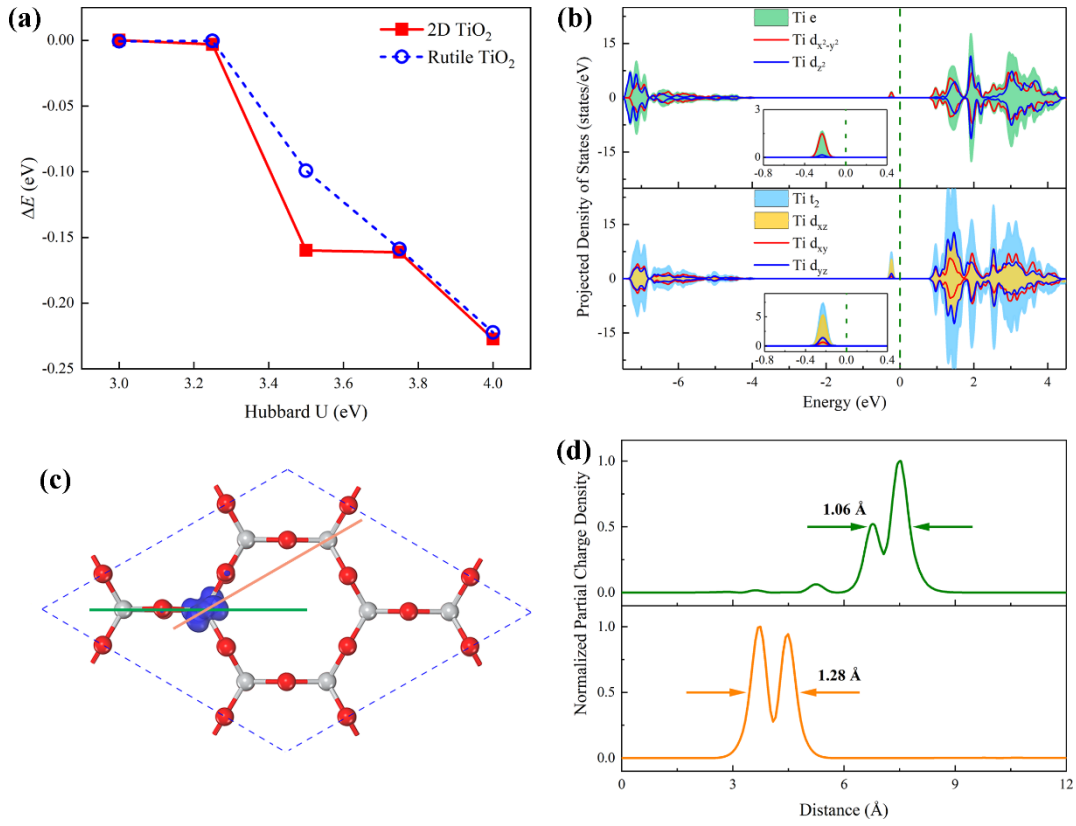 (a)
ΔE (eV)
0.00
-0.05
-0.10
-0.15
-0.20
-0.25
2D TiO2
Rutile TiO2
3.0 3.2 3.4 3.6 3.8 4.0
Hubbard U (eV)
(b)
Projected Density of States (states/eV)
15
0
-15
Ti e
Ti dx²-y²
Ti dz²
3
0
-0.8 -0.4 0.0 0.4
15
0
-15
Ti t2
Ti dxz
Ti dxy
Ti dyz
5
0
-0.8 -0.4 0.0 0.4
-6 -4 -2 0 2 4
Energy (eV)
(c)
(d)
Normalized Partial Charge Density
1.0
0.5
0.0
1.06 Å
1.0
0.5
0.0
1.28 Å
0 3 6 9 12
Distance (Å)